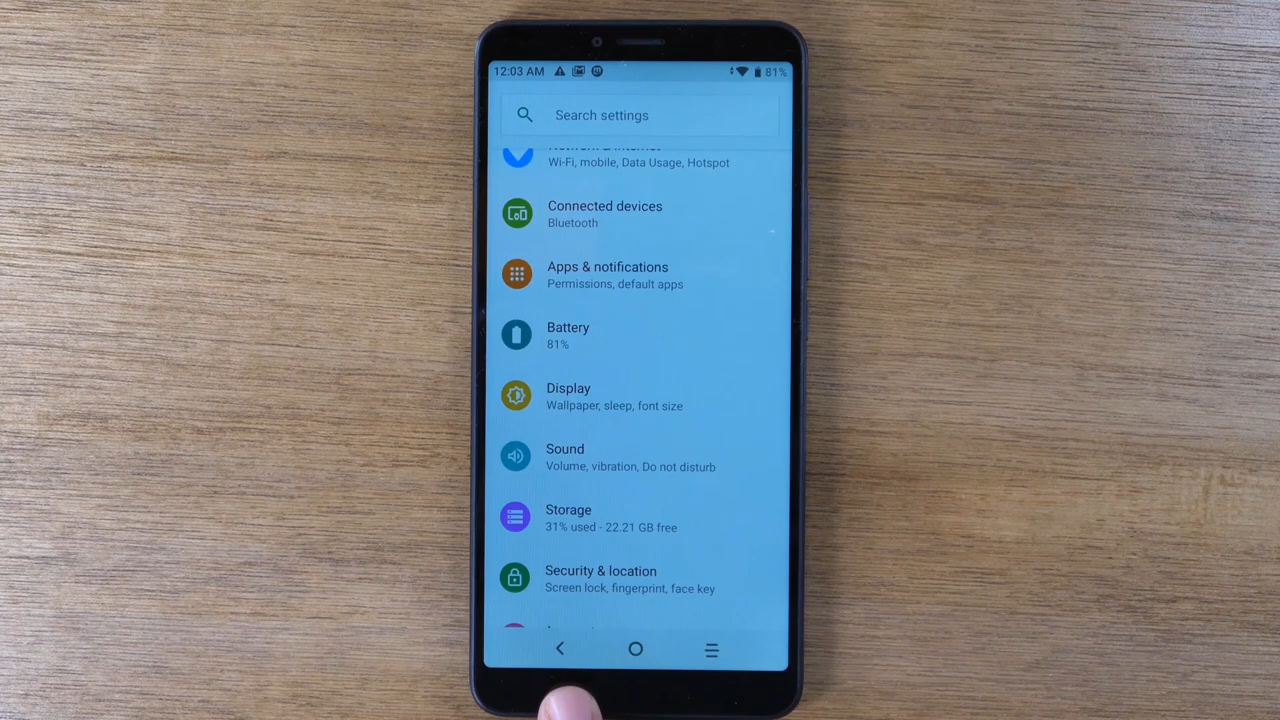 12:03 AM
81%
Search settings
Wi-Fi, mobile, Data Usage, Hotspot
Connected devices
Bluetooth
Apps & notifications
Permissions, default apps
Battery
81%
Display
Wallpaper, sleep, font size
Sound
Volume, vibration, Do not disturb
Storage
31% used - 22.21 GB free
Security & location
Screen lock, fingerprint, face key